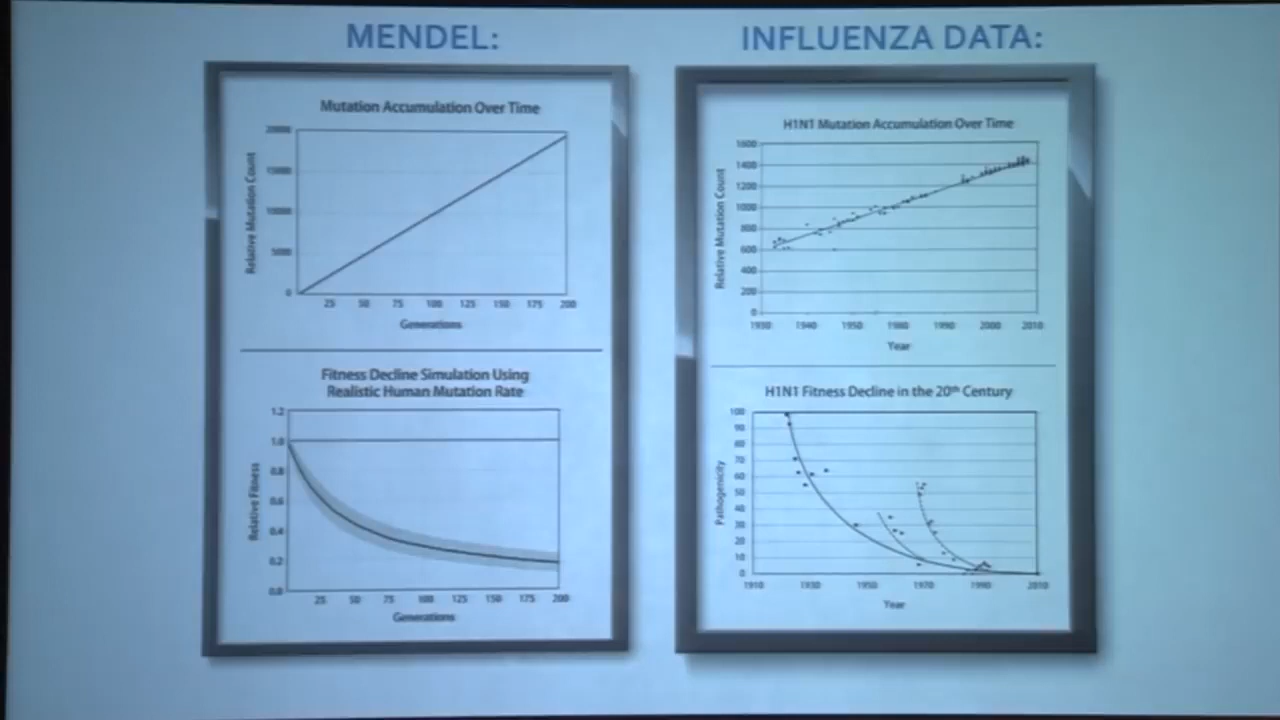 MENDEL:
Mutation Accumulation Over Time
Relative Mutation Count
20000
15000
10000
5000
0
25 50 75 100 125 150 175 200
Generations
Fitness Decline Simulation Using
Realistic Human Mutation Rate
Relative Fitness
1.2
1.0
0.8
0.6
0.4
0.2
0.0
25 50 75 100 125 150 175 200
Generations
INFLUENZA DATA:
H1N1 Mutation Accumulation Over Time
Relative Mutation Count
1600
1400
1200
1000
800
600
400
200
0
1930 1940 1950 1980 1990 2000 2010
Year
H1N1 Fitness Decline in the 20th Century
Pathogenicity
100
90
80
70
60
50
40
30
20
10
0
1910 1930 1950 1970 1990 2010
Year